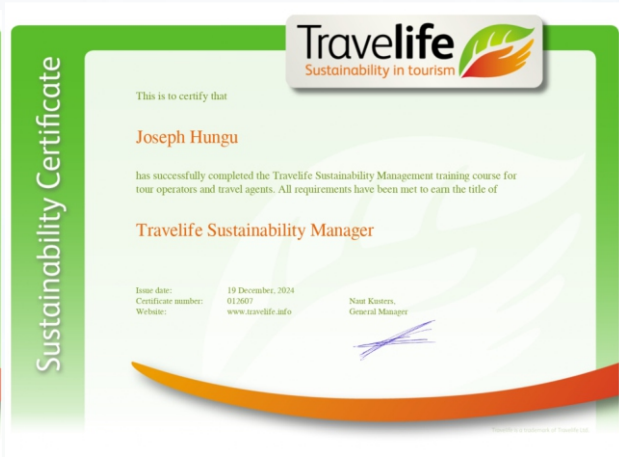 Travelife
Sustainability in tourism
Sustainability Certificate
This is to certify that
Joseph Hungu
has successfully completed the Travelife Sustainability Management training course for
tour operators and travel agents. All requirements have been met to earn the title of
Travelife Sustainability Manager
Issue date: 19 December, 2024
Certificate number: 012607
Website: www.travelife.info
Naut Kusters,
General Manager